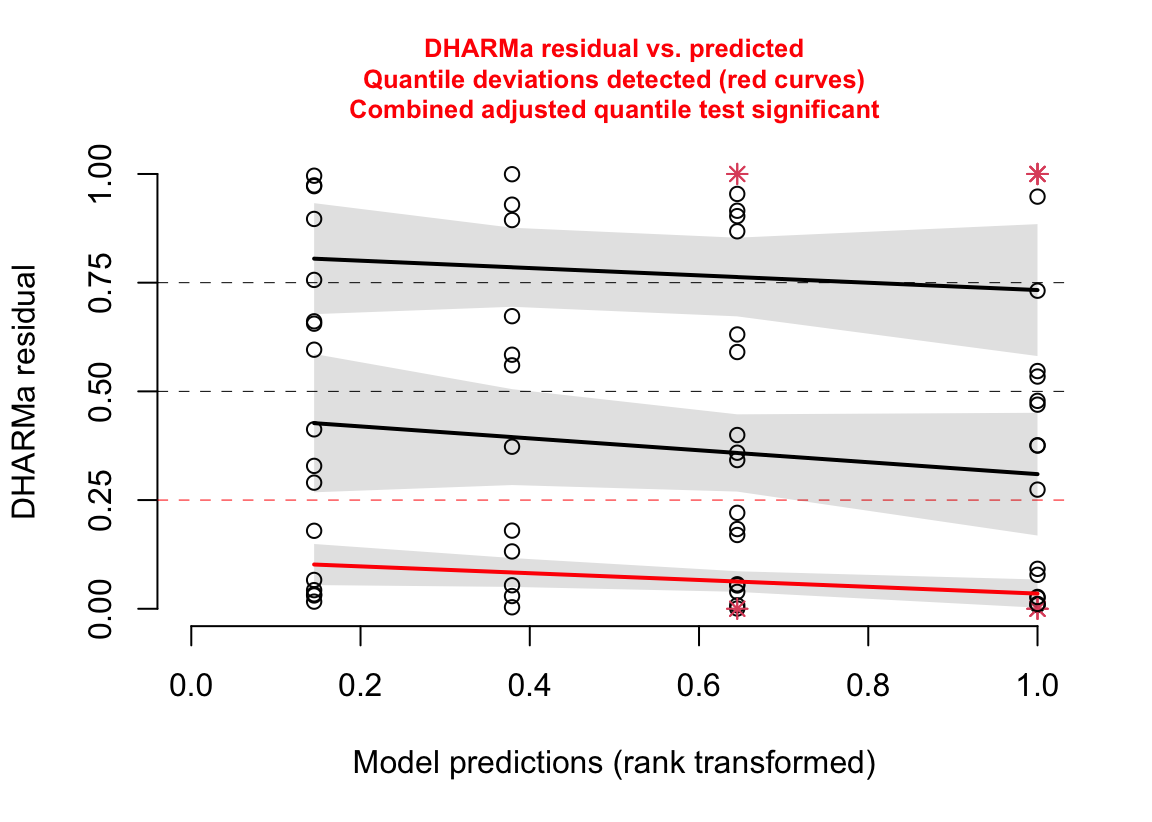 DHARMa residual vs. predicted
Quantile deviations detected (red curves)
Combined adjusted quantile test significant
DHARMa residual
1.00
0.75
0.50
0.25
0.00
0.0 0.2 0.4 0.6 0.8 1.0
Model predictions (rank transformed)